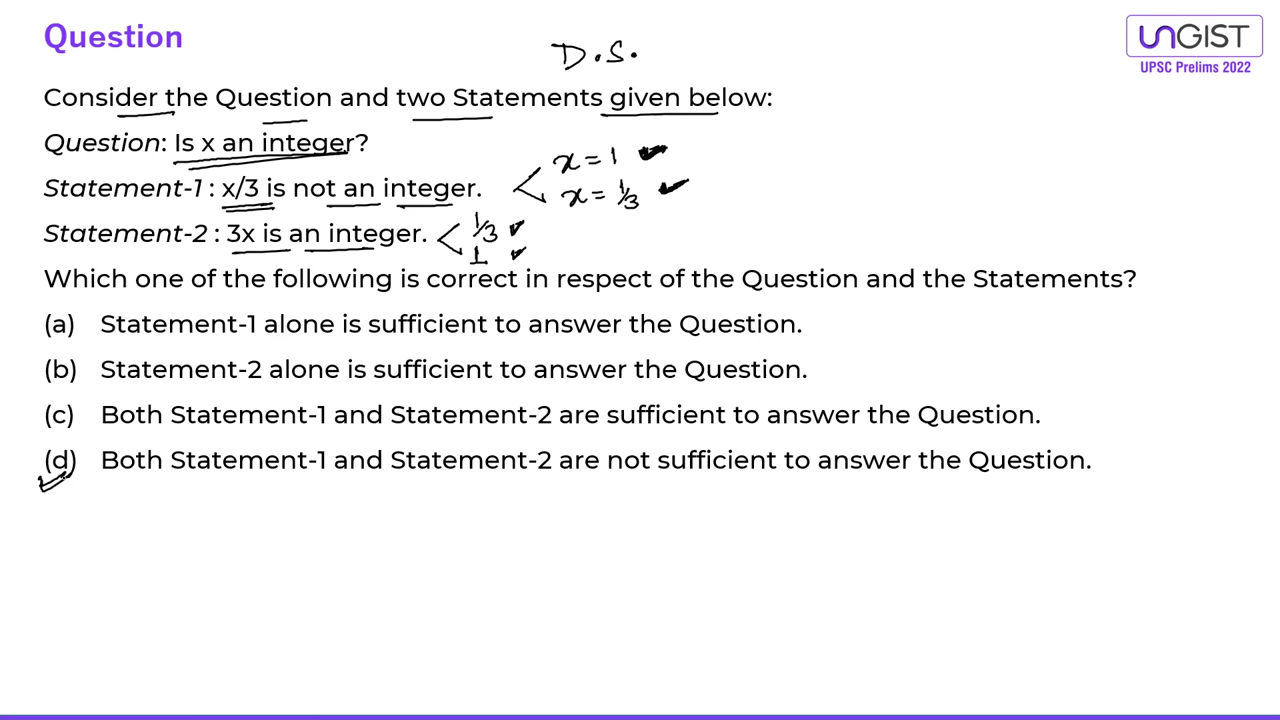 Question
D.S.
UNGIST
UPSC Prelims 2022
Consider the Question and two Statements given below:
Question: Is x an integer?
x = 1
Statement-1 : x/3 is not an integer.
x = 1/3
Statement-2 : 3x is an integer.
1/3
1
Which one of the following is correct in respect of the Question and the Statements?
(a) Statement-1 alone is sufficient to answer the Question.
(b) Statement-2 alone is sufficient to answer the Question.
(c) Both Statement-1 and Statement-2 are sufficient to answer the Question.
(d) Both Statement-1 and Statement-2 are not sufficient to answer the Question.